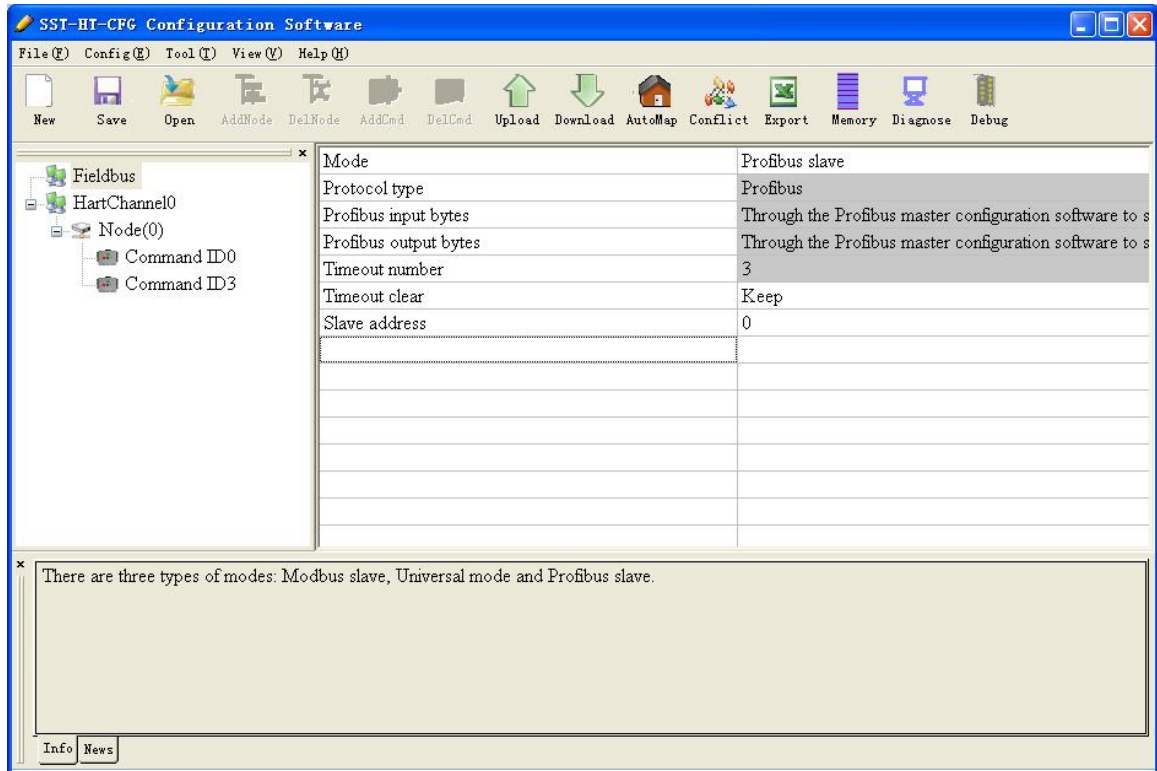 SST-HT-CFG Configuration Software
File(F) Config(E) Tool(T) View(V) Help(H)
New Save Open AddNode DelNode AddCmd DelCmd Upload Download AutoMap Conflict Export Memory Diagnose Debug
Fieldbus
HartChannel0
Node(0)
Command ID0
Command ID3
Mode Profibus slave
Protocol type Profibus
Profibus input bytes Through the Profibus master configuration software to s
Profibus output bytes Through the Profibus master configuration software to s
Timeout number 3
Timeout clear Keep
Slave address 0
There are three types of modes: Modbus slave, Universal mode and Profibus slave.
Info News